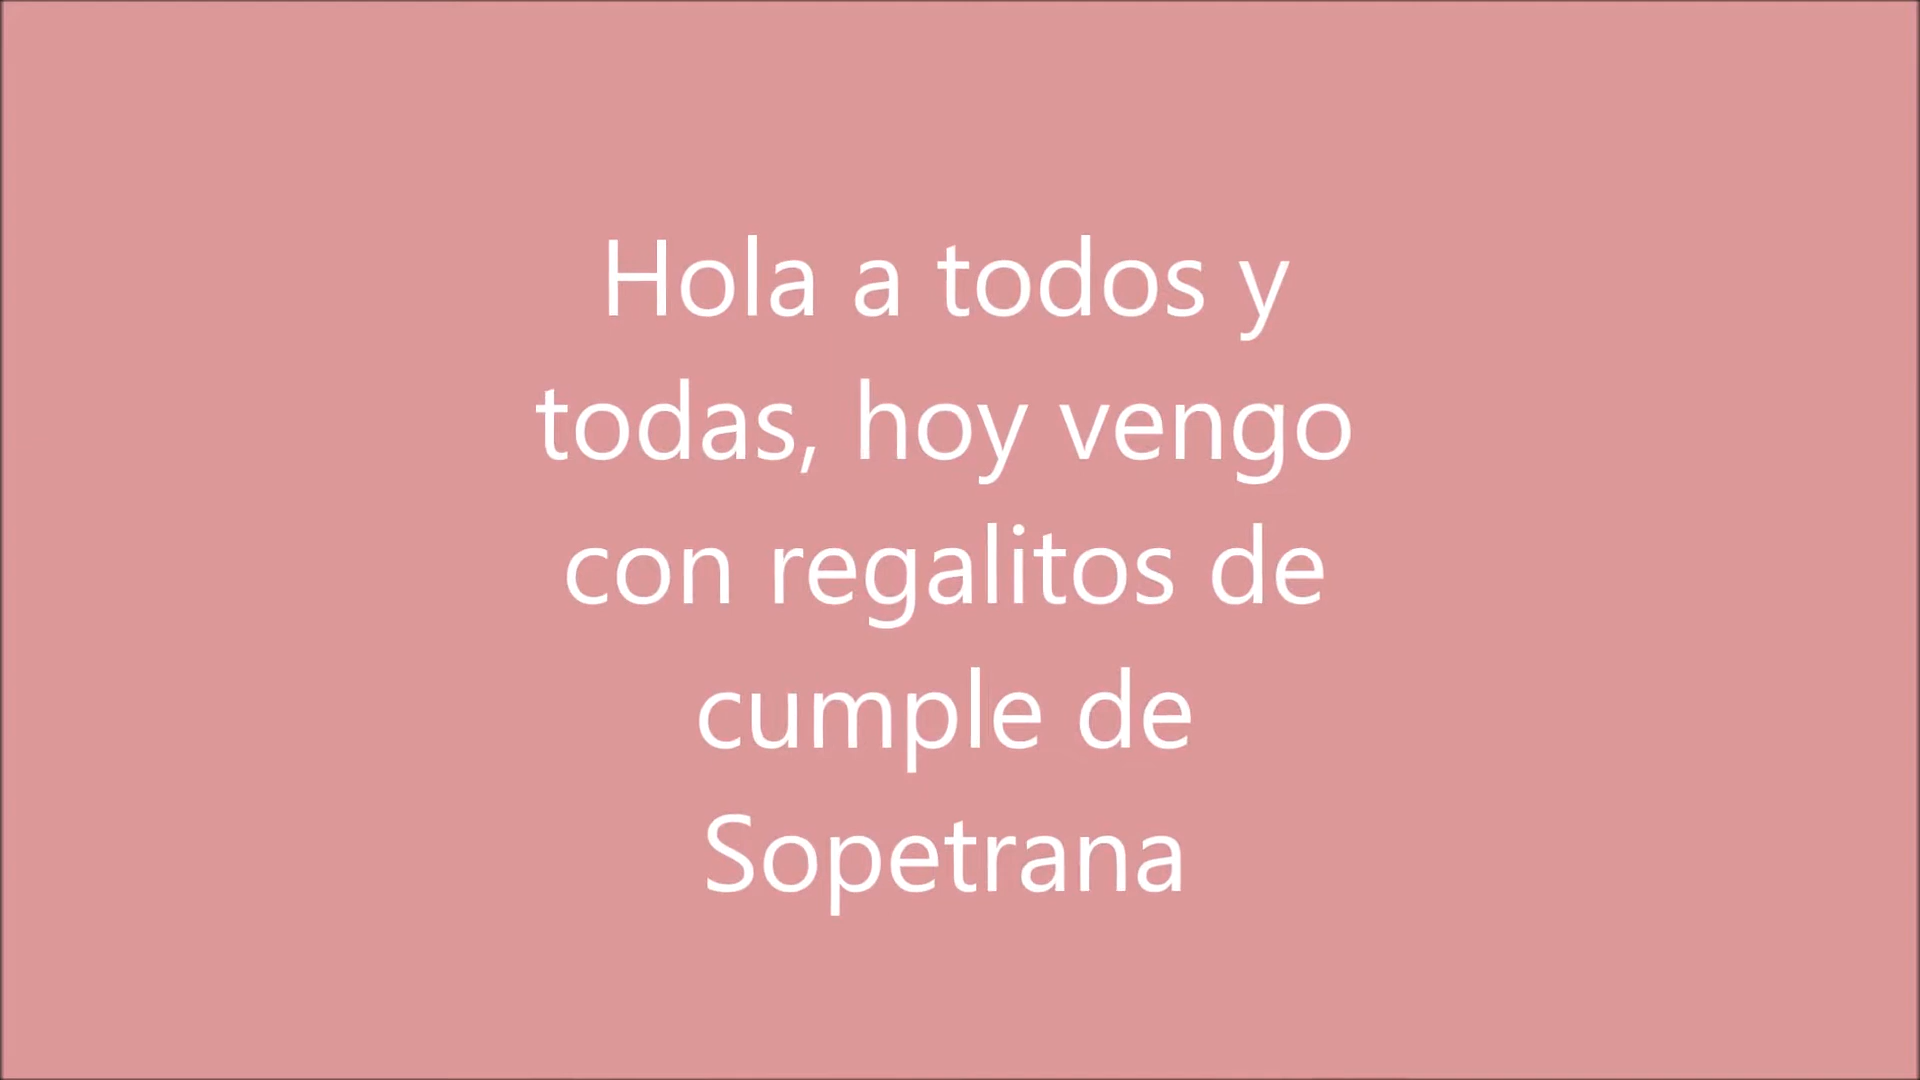 Hola a todos y
todas, hoy vengo
con regalitos de
cumple de
Sopetrana